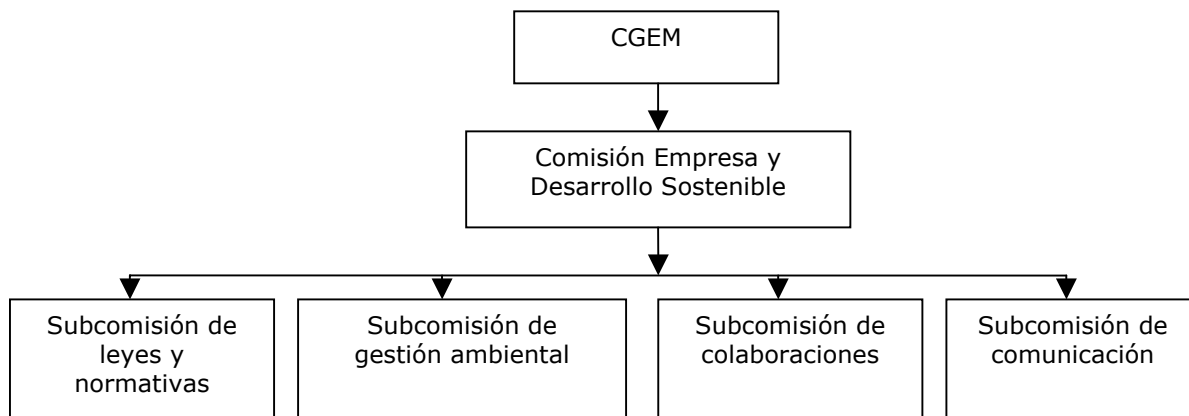 CGEM
Comisión Empresa y
Desarrollo Sostenible
Subcomisión de
leyes y
normativas
Subcomisión de
gestión ambiental
Subcomisión de
colaboraciones
Subcomisión de
comunicación